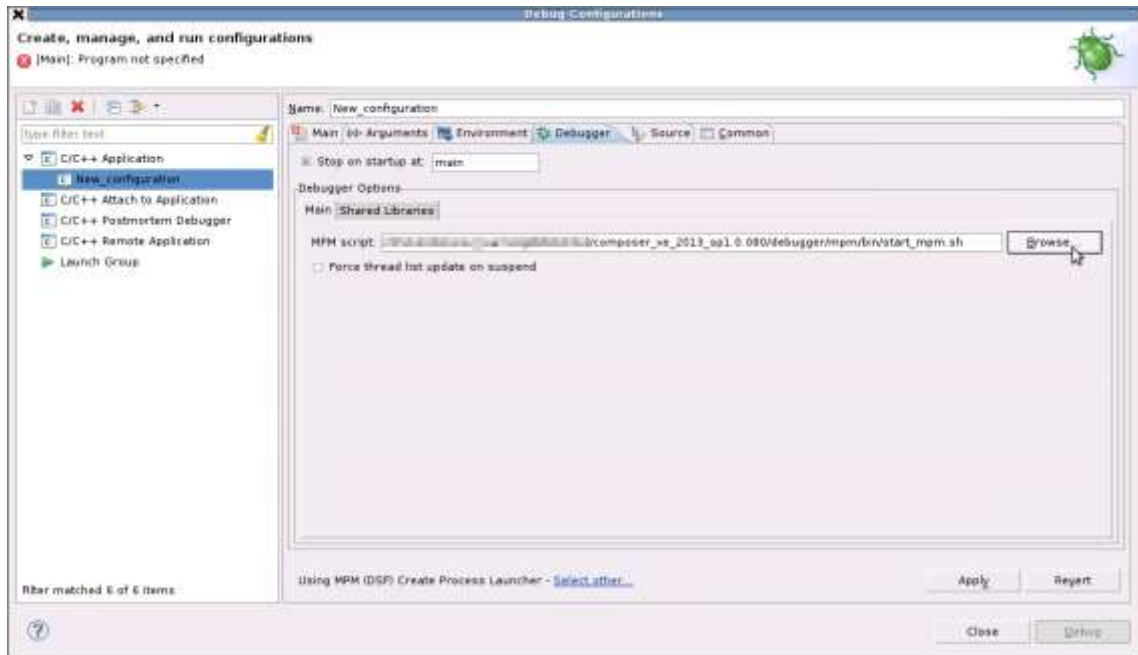 Debug Configurations
Create, manage, and run configurations
[Main]: Program not specified
Name: New_configuration
type filter text
Main Arguments Environment Debugger Source Common
C/C++ Application
Stop on startup at: main
New_configuration
Debugger Options
C/C++ Attach to Application
Main Shared Libraries
C/C++ Postmortem Debugger
C/C++ Remote Application
MPM script: /composer_xe_2013_sp1.0.080/debugger/mpm/bin/start_mpm.sh Browse...
Launch Group
Force thread list update on suspend
Using MPM (DSF) Create Process Launcher - Select other...
Apply Revert
Filter matched 6 of 6 items
Close Debug